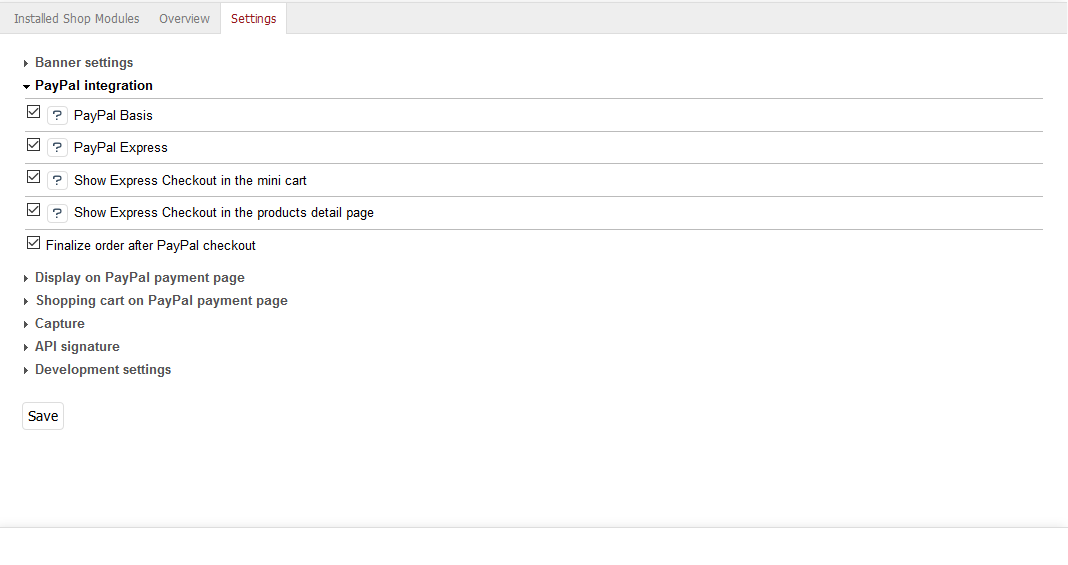 Installed Shop Modules Overview Settings
Banner settings
PayPal integration
? PayPal Basis
? PayPal Express
? Show Express Checkout in the mini cart
? Show Express Checkout in the products detail page
Finalize order after PayPal checkout
Display on PayPal payment page
Shopping cart on PayPal payment page
Capture
API signature
Development settings
Save